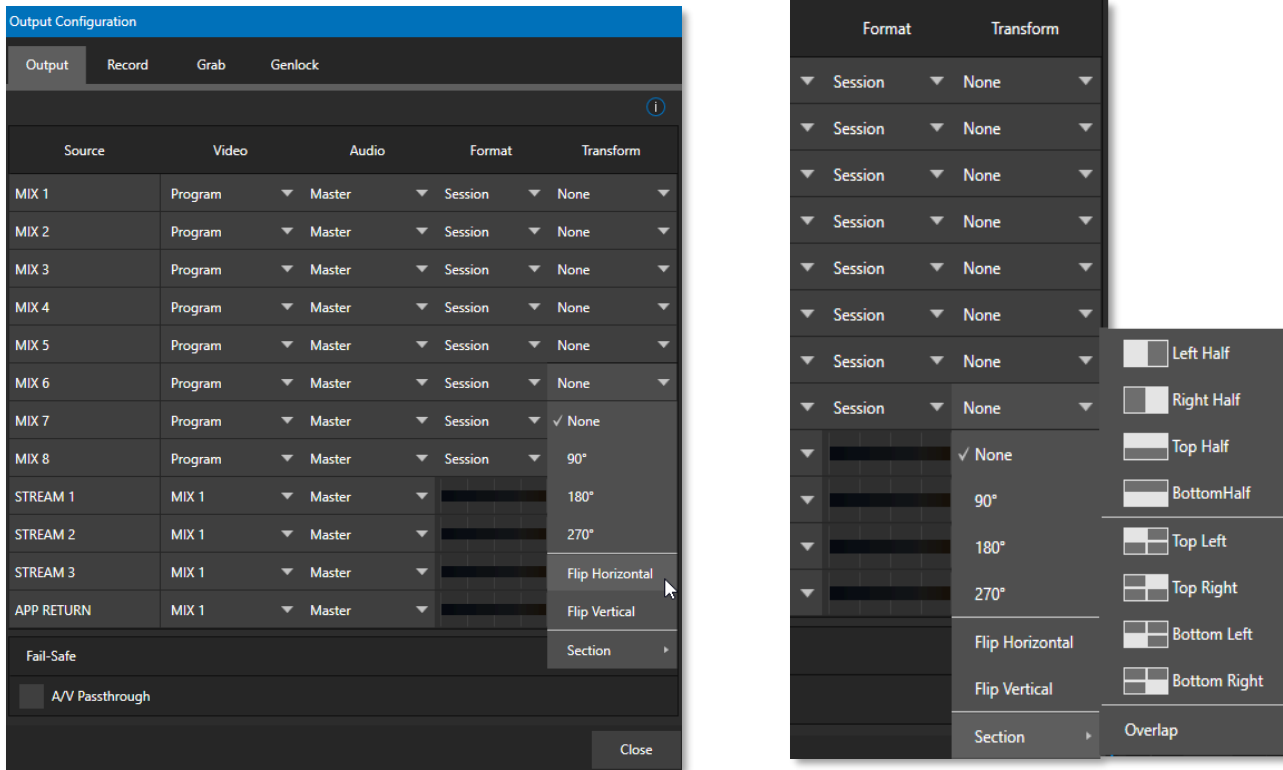 Output Configuration
Output Record Grab Genlock
i
Source Video Audio Format Transform
MIX 1 Program Master Session None
MIX 2 Program Master Session None
MIX 3 Program Master Session None
MIX 4 Program Master Session None
MIX 5 Program Master Session None
MIX 6 Program Master Session None
MIX 7 Program Master Session ✓ None
MIX 8 Program Master Session 90°
STREAM 1 MIX 1 Master 180°
STREAM 2 MIX 1 Master 270°
STREAM 3 MIX 1 Master Flip Horizontal
APP RETURN MIX 1 Master Flip Vertical
Fail-Safe Section
A/V Passthrough
Close
Format Transform
Session None
Session None
Session None
Session None
Session None
Session None
Session None
Session None
✓ None
90°
180°
270°
Flip Horizontal
Flip Vertical
Section
Left Half
Right Half
Top Half
BottomHalf
Top Left
Top Right
Bottom Left
Bottom Right
Overlap